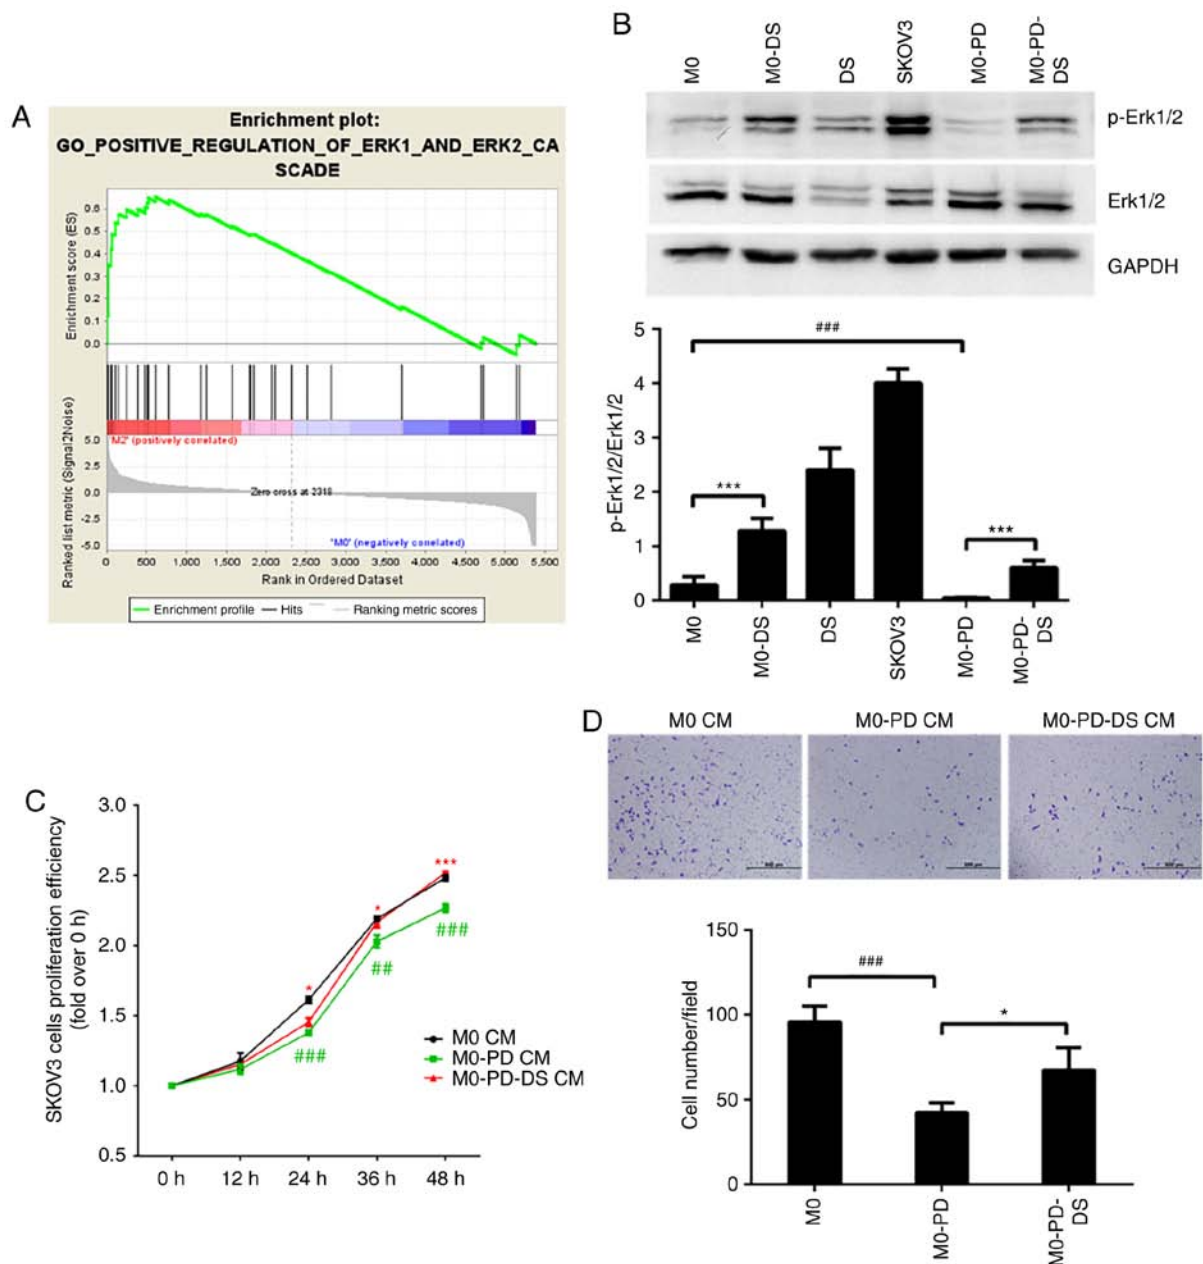 A
Enrichment plot:
GO_POSITIVE_REGULATION_OF_ERK1_AND_ERK2_CA
SCADE
Enrichment score (ES)
0.6
0.5
0.4
0.3
0.2
0.1
0.0
Ranked list metric (Signal2Noise)
'M2' (positively correlated)
5.0
2.5
0.0
-2.5
-5.0
Zero cross at 2318
'M0' (negatively correlated)
0 500 1,000 1,500 2,000 2,500 3,000 3,500 4,000 4,500 5,000 5,500
Rank in Ordered Dataset
Enrichment profile Hits Ranking metric scores
B
M0
M0-DS
DS
SKOV3
M0-PD
M0-PD-
DS
p-Erk1/2
Erk1/2
GAPDH
p-Erk1/2/Erk1/2
5
4
3
2
1
0
###
***
***
M0
M0-DS
DS
SKOV3
M0-PD
M0-PD-
DS
C
SKOV3 cells proliferation efficiency
(fold over 0 h)
3.0
2.5
2.0
1.5
1.0
0.5
*
*
***
###
##
###
M0 CM
M0-PD CM
M0-PD-DS CM
0 h 12 h 24 h 36 h 48 h
D
M0 CM M0-PD CM M0-PD-DS CM
Cell number/field
150
100
50
0
###
*
M0
M0-PD
M0-PD-
DS